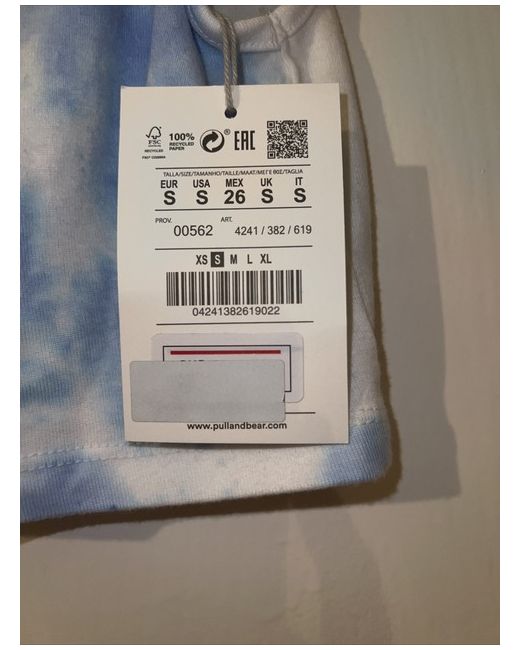 FSC
RECYCLED
100%
RECYCLED
PAPER
® EAC
TALLA/SIZE/TAMANHO/TAILLE/MAAT/ΜΕΓΕΘΟΣ/TAGLIA
EUR USA MEX UK IT
S S 26 S S
PROV. 00562 ART. 4241 / 382 / 619
XS S M L XL
04241382619022
www.pullandbear.com